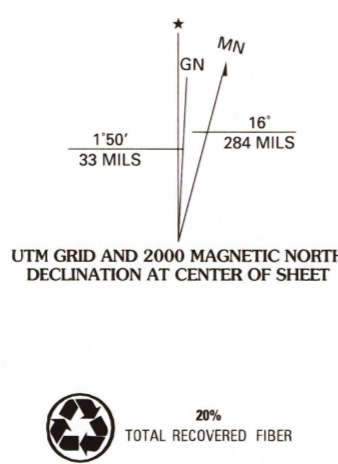 ★
MN
GN
1°50′
33 MILS
16°
284 MILS
UTM GRID AND 2000 MAGNETIC NORTH
DECLINATION AT CENTER OF SHEET
20%
TOTAL RECOVERED FIBER